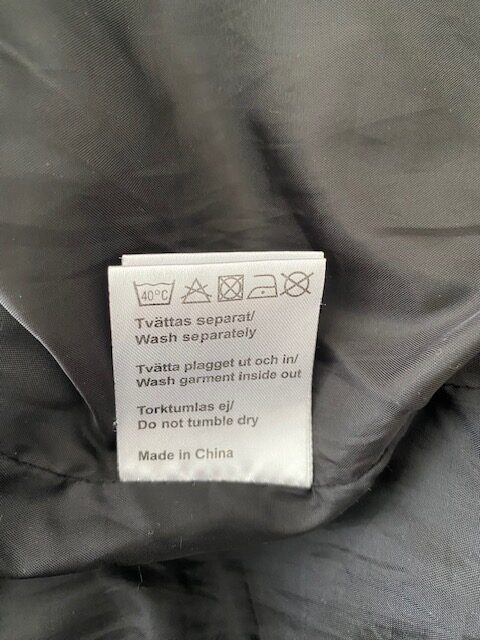 40°C
Tvättas separat/
Wash separately
Tvätta plagget ut och in/
Wash garment inside out
Torktumlas ej/
Do not tumble dry
Made in China